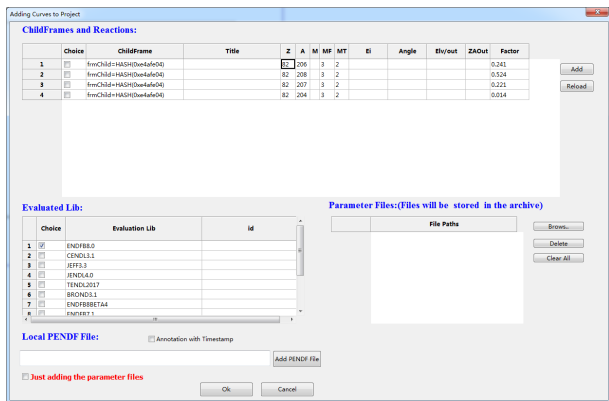 Adding Curves to Project
ChildFrames and Reactions:
Choice ChildFrame Title Z A M MF MT Ei Angle Elv/out ZAOut Factor
1 frmChild=HASH(0xe4afe04) 82 206 3 2 0.241
2 frmChild=HASH(0xe4afe04) 82 208 3 2 0.524
3 frmChild=HASH(0xe4afe04) 82 207 3 2 0.221
4 frmChild=HASH(0xe4afe04) 82 204 3 2 0.014
Add
Reload
Evaluated Lib:
Choice Evaluation Lib id
1 ENDFB8.0
2 CENDL3.1
3 JEFF3.3
4 JENDL4.0
5 TENDL2017
6 BROND3.1
7 ENDFB8BETA4
8 ENDFB7.1
Parameter Files:(Files will be stored in the archive)
File Paths
Brows..
Delete
Clear All
Local PENDF File:
Annotation with Timestamp
Add PENDF File
Just adding the parameter files
Ok Cancel